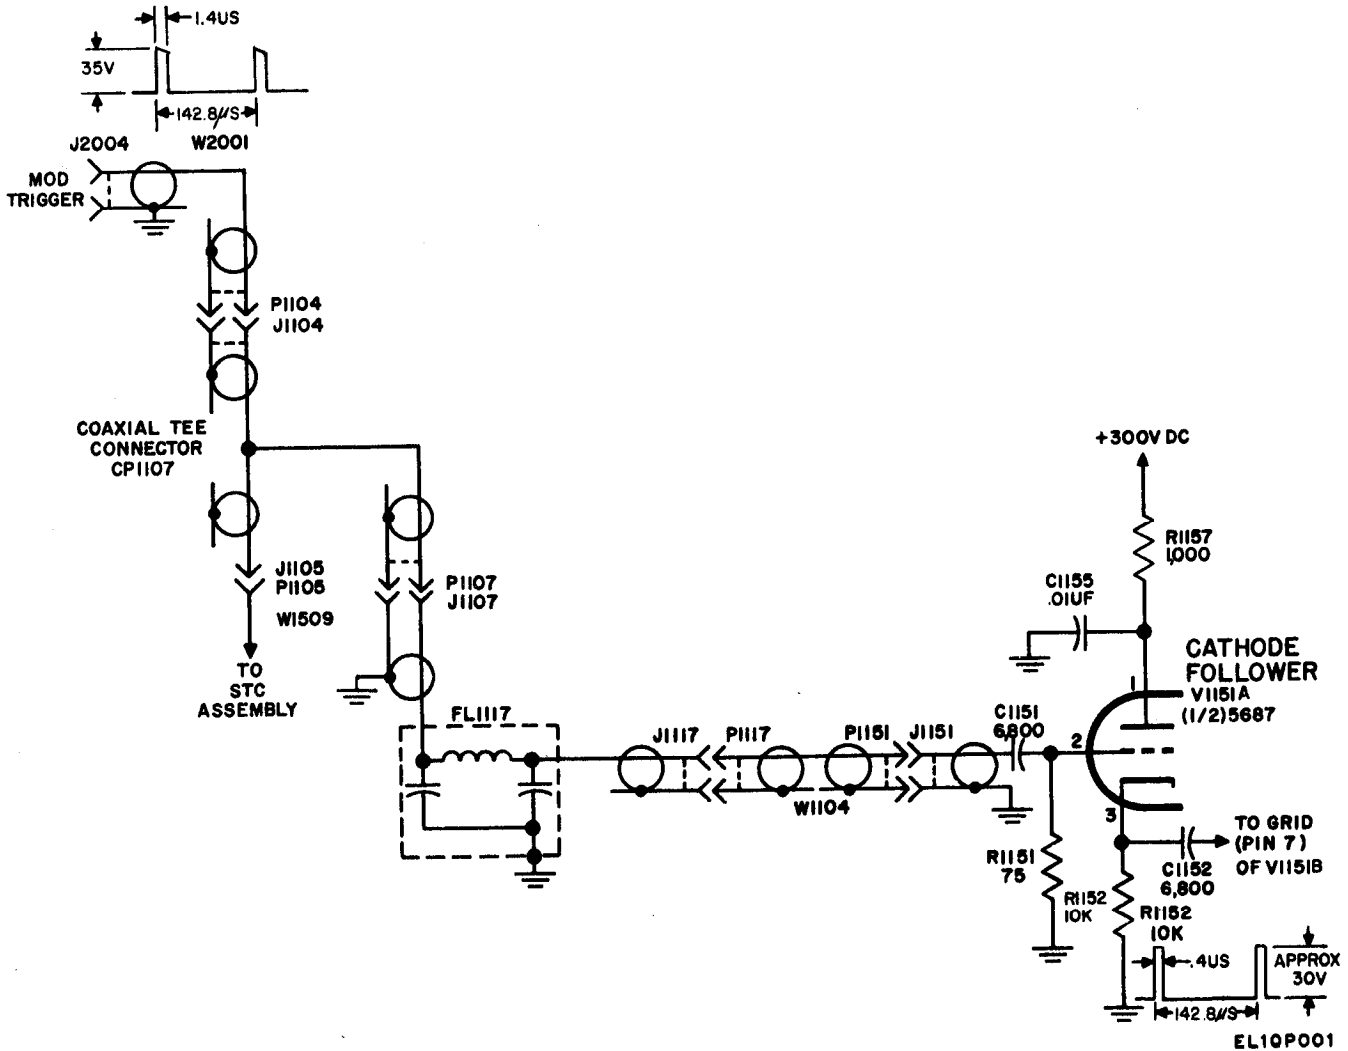 1.4US
35V
142.8µS
J2004
W2001
MOD
TRIGGER
P1104
J1104
COAXIAL TEE
CONNECTOR
CP1107
J1105
P1105
W1509
TO
STC
ASSEMBLY
P1107
J1107
FL1117
J1117
P1117
P1151
J1151
W1104
C1151
6,800
+300V DC
R1157
1,000
C1155
.01UF
CATHODE
FOLLOWER
V1151A
(1/2)5687
1
2
3
TO GRID
(PIN 7)
OF V1151B
C1152
6,800
R1151
75
R1152
10K
R1152
10K
.4US
APPROX
30V
142.8µS
EL1QP001